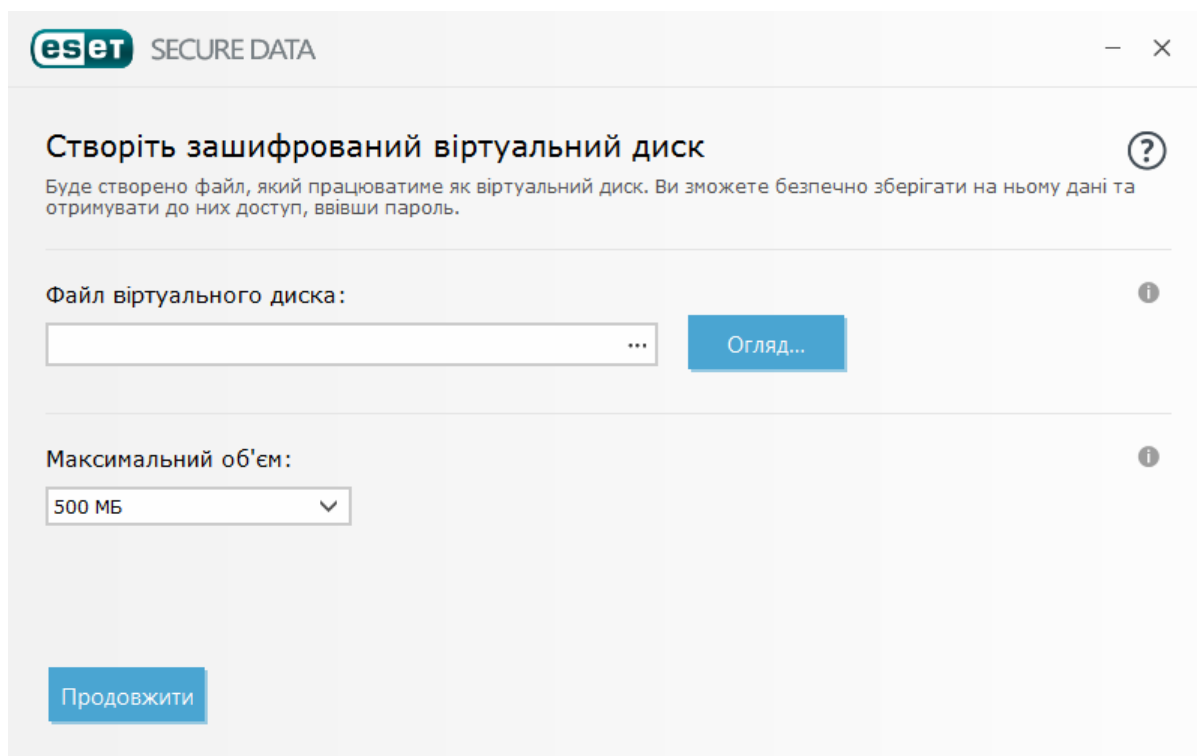 eset SECURE DATA
Створіть зашифрований віртуальний диск
Буде створено файл, який працюватиме як віртуальний диск. Ви зможете безпечно зберігати на ньому дані та
отримувати до них доступ, ввівши пароль.
Файл віртуального диска:
... Огляд...
Максимальний об'єм:
500 МБ
Продовжити